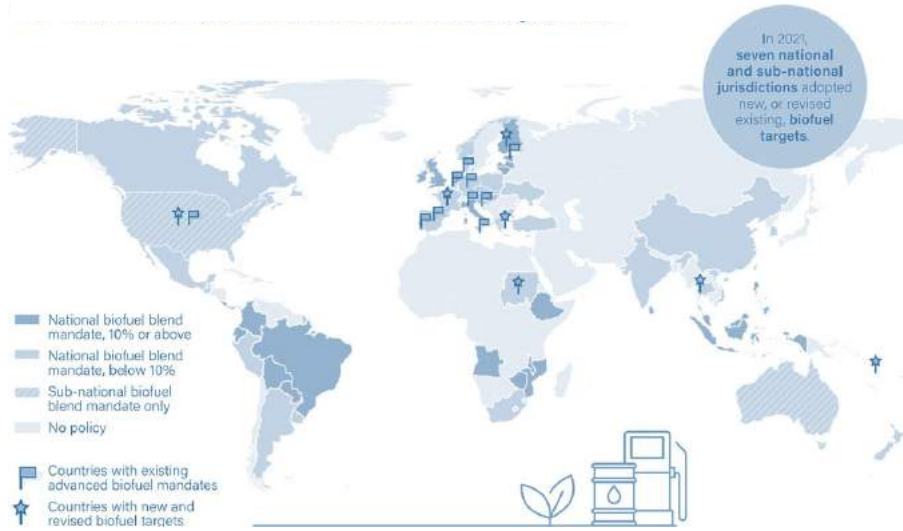 In 2021,
seven national
and sub-national
jurisdictions adopted
new, or revised
existing, biofuel
targets.
National biofuel blend
mandate, 10% or above
National biofuel blend
mandate, below 10%
Sub-national biofuel
blend mandate only
No policy
Countries with existing
advanced biofuel mandates
Countries with new and
revised biofuel targets